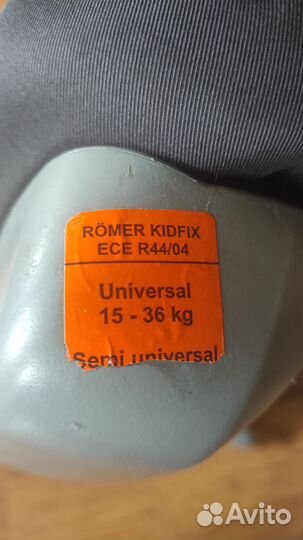 RÖMER KIDFIX
ECE R44/04
Universal
15 - 36 kg
Semi universal
Avito